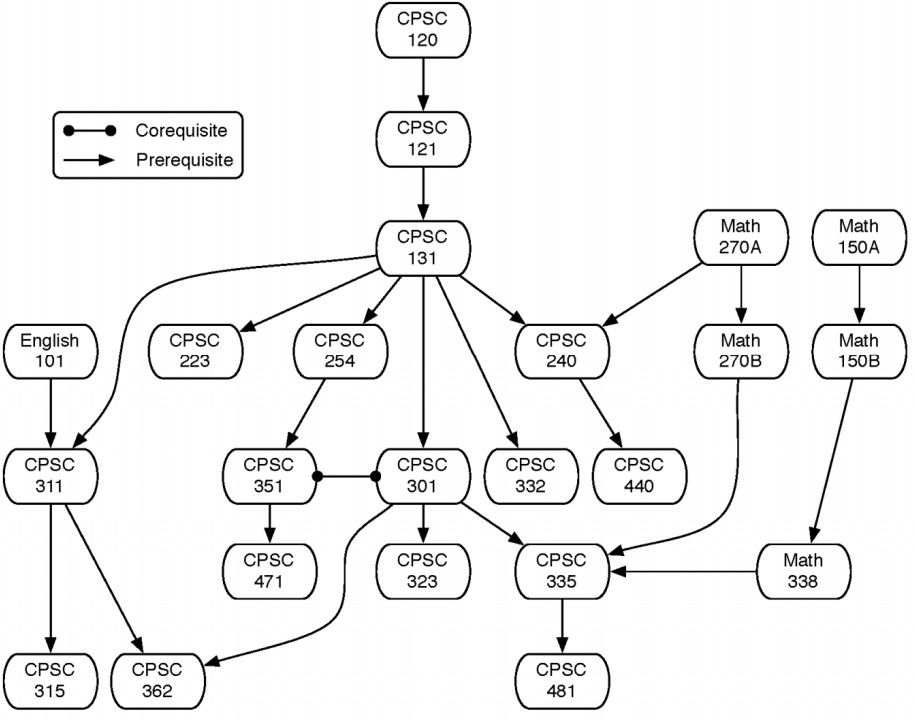 CPSC
120
Corequisite
Prerequisite
CPSC
121
CPSC
131
Math
270A
Math
150A
English
101
CPSC
223
CPSC
254
CPSC
240
Math
270B
Math
150B
CPSC
311
CPSC
351
CPSC
301
CPSC
332
CPSC
440
CPSC
471
CPSC
323
CPSC
335
Math
338
CPSC
315
CPSC
362
CPSC
481